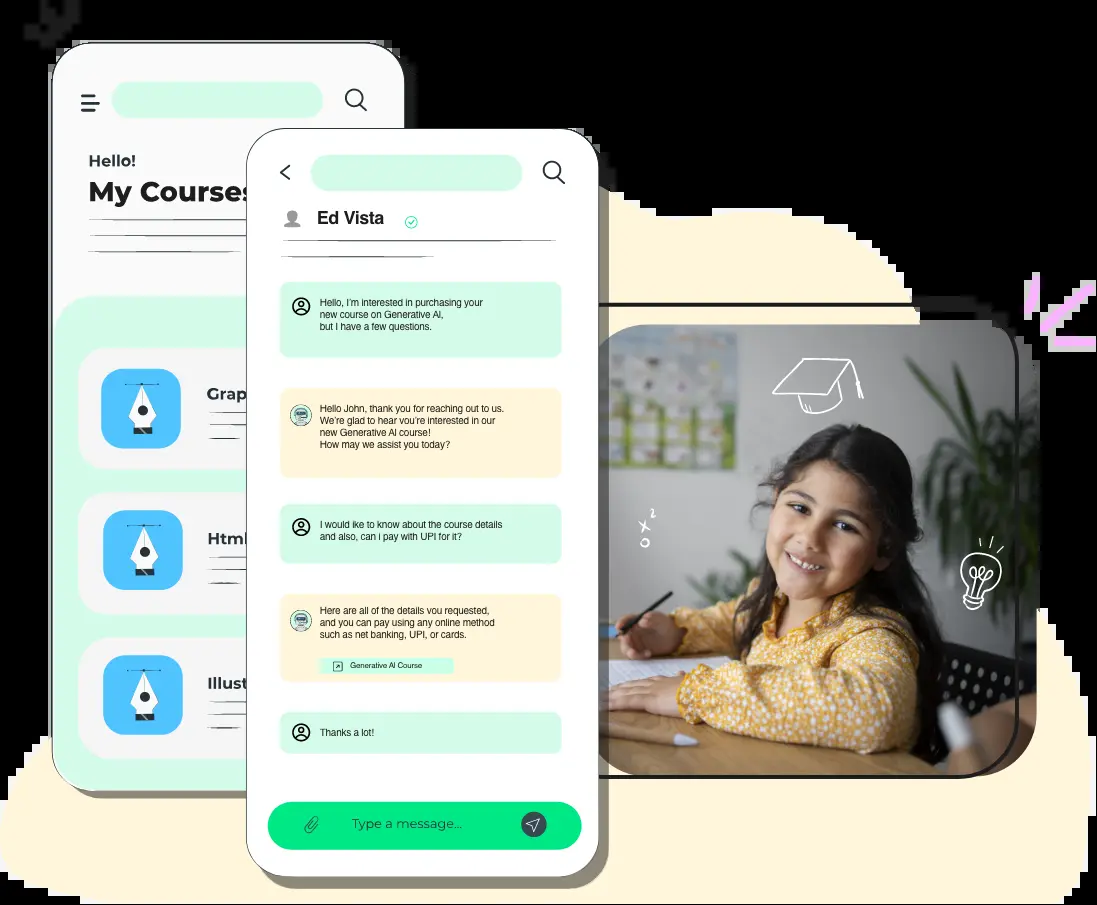 Hello!
My Courses
Grap
Html
Illust
Ed Vista
Hello, I'm interested in purchasing your
new course on Generative AI,
but I have a few questions.
Hello John, thank you for reaching out to us.
We're glad to hear you're interested in our
new Generative AI course!
How may we assist you today?
I would ike to know about the course details
and also, can i pay with UPI for it?
Here are all of the details you requested,
and you can pay using any online method
such as net banking, UPI, or cards.
Generative AI Course
Thanks a lot!
Type a message...